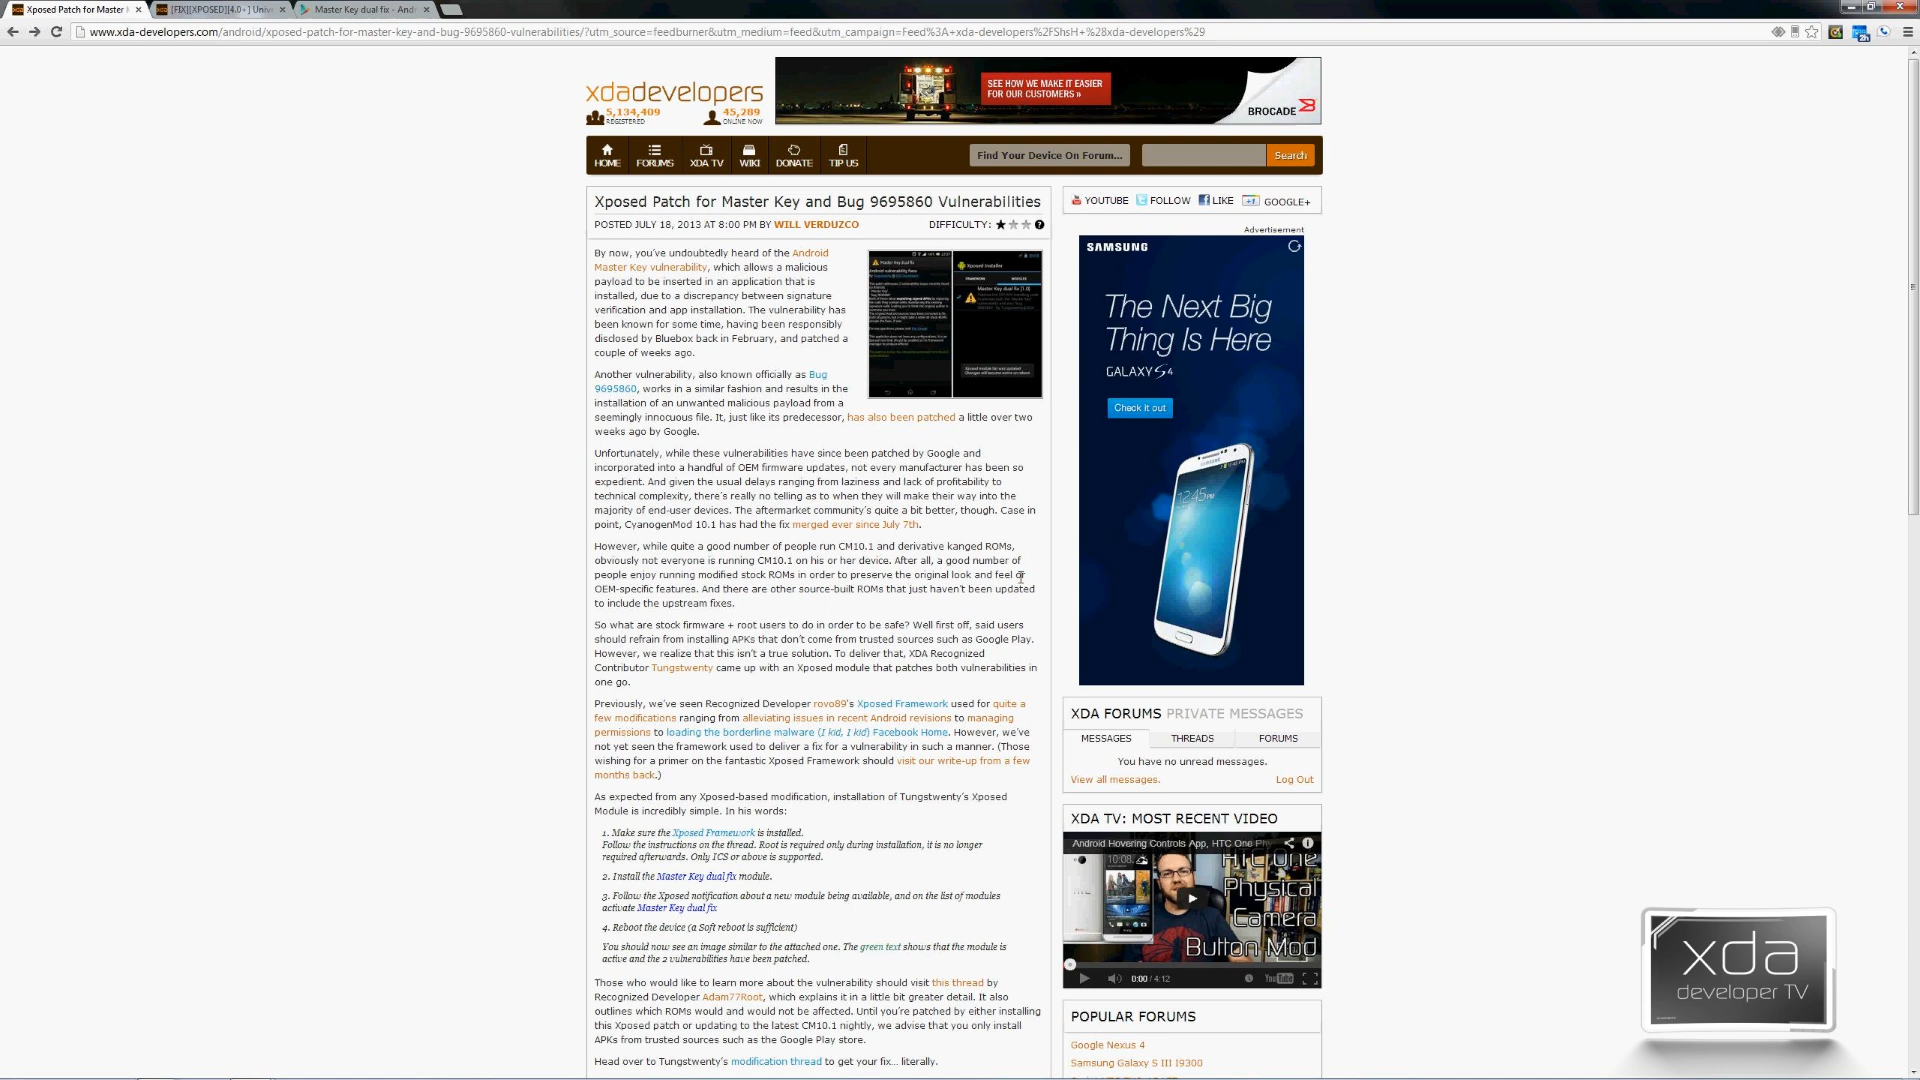 Xposed Patch for Master
[FIX][XPOSED][4.0+] Univ
Master Key dual fix - And
www.xda-developers.com/android/xposed-patch-for-master-key-and-bug-9695860-vulnerabilities/?utm_source=feedburner&utm_medium=feed&utm_campaign=Feed%3A+xda-developers%2FShsH+%28xda-developers%29
xdadevelopers
5,134,409
REGISTERED
45,289
ONLINE NOW
SEE HOW WE MAKE IT EASIER
FOR OUR CUSTOMERS »
BROCADE
HOME FORUMS XDA TV WIKI DONATE TIP US
Find Your Device On Forum...
Search
Xposed Patch for Master Key and Bug 9695860 Vulnerabilities
POSTED JULY 18, 2013 AT 8:00 PM BY WILL VERDUZCO
DIFFICULTY:
By now, you've undoubtedly heard of the Android
Master Key vulnerability, which allows a malicious
payload to be inserted in an application that is
installed, due to a discrepancy between signature
verification and app installation. The vulnerability has
been known for some time, having been responsibly
disclosed by Bluebox back in February, and patched a
couple of weeks ago.
Master Key dual fix
Xposed Installer
Master Key dual fix [1.0]
Another vulnerability, also known officially as Bug
9695860, works in a similar fashion and results in the
installation of an unwanted malicious payload from a
seemingly innocuous file. It, just like its predecessor, has also been patched a little over two
weeks ago by Google.
Unfortunately, while these vulnerabilities have since been patched by Google and
incorporated into a handful of OEM firmware updates, not every manufacturer has been so
expedient. And given the usual delays ranging from laziness and lack of profitability to
technical complexity, there's really no telling as to when they will make their way into the
majority of end-user devices. The aftermarket community's quite a bit better, though. Case in
point, CyanogenMod 10.1 has had the fix merged ever since July 7th.
However, while quite a good number of people run CM10.1 and derivative kanged ROMs,
obviously not everyone is running CM10.1 on his or her device. After all, a good number of
people enjoy running modified stock ROMs in order to preserve the original look and feel or
OEM-specific features. And there are other source-built ROMs that just haven't been updated
to include the upstream fixes.
So what are stock firmware + root users to do in order to be safe? Well first off, said users
should refrain from installing APKs that don't come from trusted sources such as Google Play.
However, we realize that this isn't a true solution. To deliver that, XDA Recognized
Contributor Tungstwenty came up with an Xposed module that patches both vulnerabilities in
one go.
Previously, we've seen Recognized Developer rovo89's Xposed Framework used for quite a
few modifications ranging from alleviating issues in recent Android revisions to managing
permissions to loading the borderline malware (I kid, I kid) Facebook Home. However, we've
not yet seen the framework used to deliver a fix for a vulnerability in such a manner. (Those
wishing for a primer on the fantastic Xposed Framework should visit our write-up from a few
months back.)
As expected from any Xposed-based modification, installation of Tungstwenty's Xposed
Module is incredibly simple. In his words:
1. Make sure the Xposed Framework is installed.
Follow the instructions on the thread. Root is required only during installation, it is no longer
required afterwards. Only ICS or above is supported.
2. Install the Master Key dual fix module.
3. Follow the Xposed notification about a new module being available, and on the list of modules
activate Master Key dual fix
4. Reboot the device (a Soft reboot is sufficient)
You should now see an image similar to the attached one. The green text shows that the module is
active and the 2 vulnerabilities have been patched.
Those who would like to learn more about the vulnerability should visit this thread by
Recognized Developer Adam77Root, which explains it in a little bit greater detail. It also
outlines which ROMs would and would not be affected. Until you're patched by either installing
this Xposed patch or updating to the latest CM10.1 nightly, we advise that you only install
APKs from trusted sources such as the Google Play store.
Head over to Tungstwenty's modification thread to get your fix... literally.
YOUTUBE FOLLOW LIKE +1 GOOGLE+
Advertisement
SAMSUNG
The Next Big
Thing Is Here
GALAXY S4
Check it out
12:45
XDA FORUMS PRIVATE MESSAGES
MESSAGES THREADS FORUMS
You have no unread messages.
View all messages.
Log Out
XDA TV: MOST RECENT VIDEO
Android Hovering Controls App, HTC One Phy
10:08
HTC One
Physical
Camera
Button Mod
0:00 / 4:12
YouTube
POPULAR FORUMS
Google Nexus 4
Samsung Galaxy S III I9300
xda
developer TV